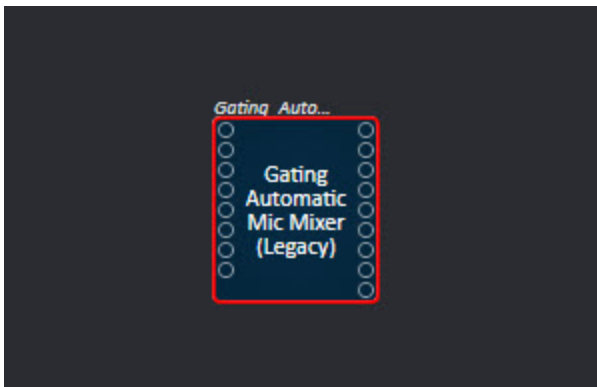 Gating Auto...
Gating
Automatic
Mic Mixer
(Legacy)